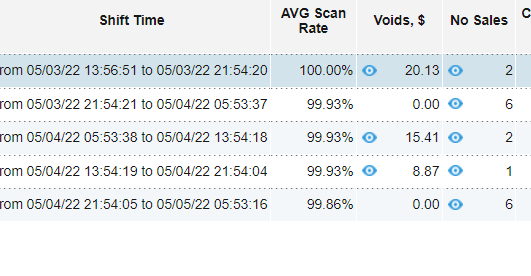 Shift Time AVG Scan Rate Voids, $ No Sales C
rom 05/03/22 13:56:51 to 05/03/22 21:54:20 100.00% 20.13 2
rom 05/03/22 21:54:21 to 05/04/22 05:53:37 99.93% 0.00 6
rom 05/04/22 05:53:38 to 05/04/22 13:54:18 99.93% 15.41 2
rom 05/04/22 13:54:19 to 05/04/22 21:54:04 99.93% 8.87 1
rom 05/04/22 21:54:05 to 05/05/22 05:53:16 99.86% 0.00 6